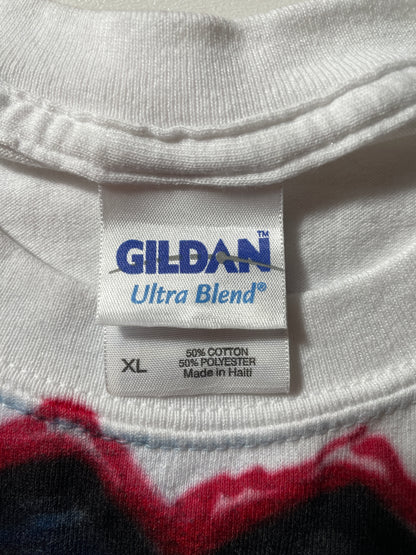 GILDAN™
Ultra Blend®
XL
50% COTTON
50% POLYESTER
Made in Haiti